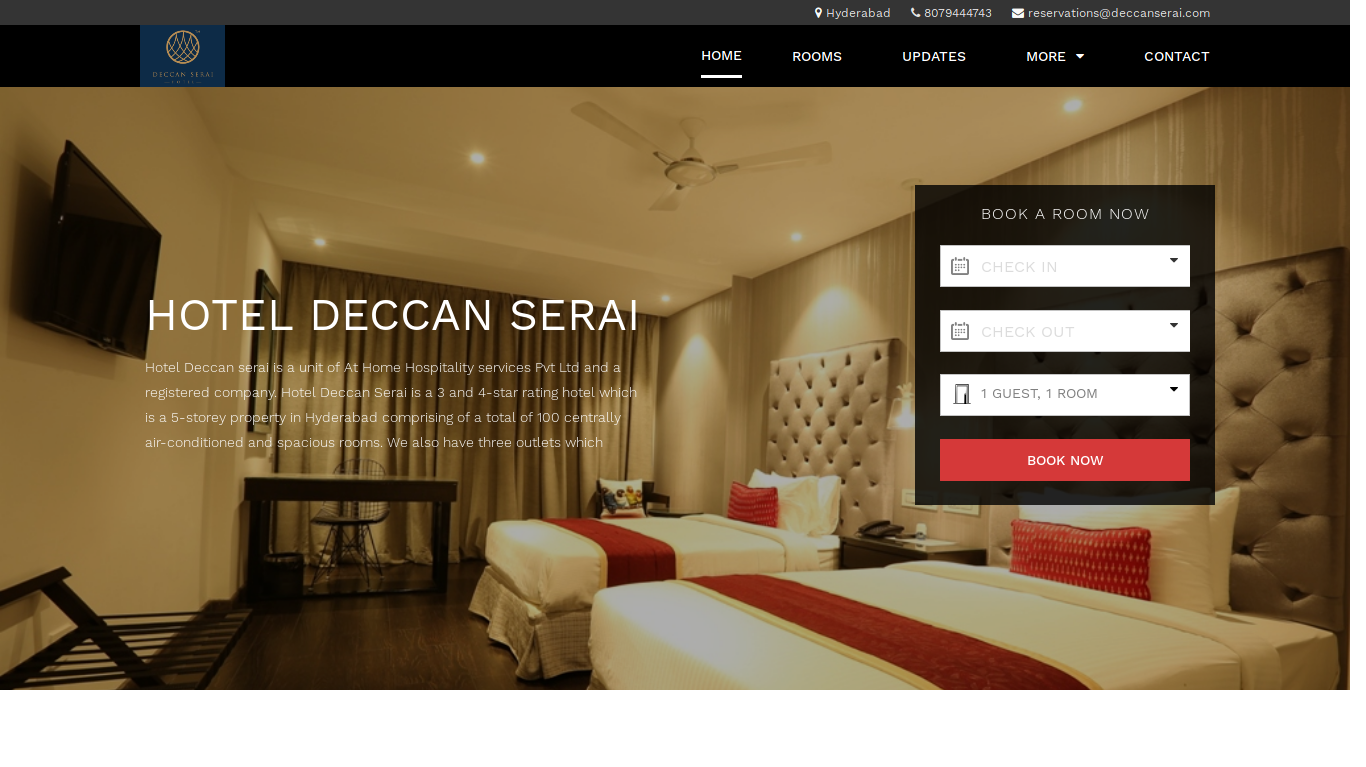 Hyderabad 8079444743 reservations@deccanserai.com
DECCAN SERAI
HOME ROOMS UPDATES MORE CONTACT
BOOK A ROOM NOW
CHECK IN
CHECK OUT
1 GUEST, 1 ROOM
BOOK NOW
HOTEL DECCAN SERAI
Hotel Deccan serai is a unit of At Home Hospitality services Pvt Ltd and a
registered company. Hotel Deccan Serai is a 3 and 4-star rating hotel which
is a 5-storey property in Hyderabad comprising of a total of 100 centrally
air-conditioned and spacious rooms. We also have three outlets which